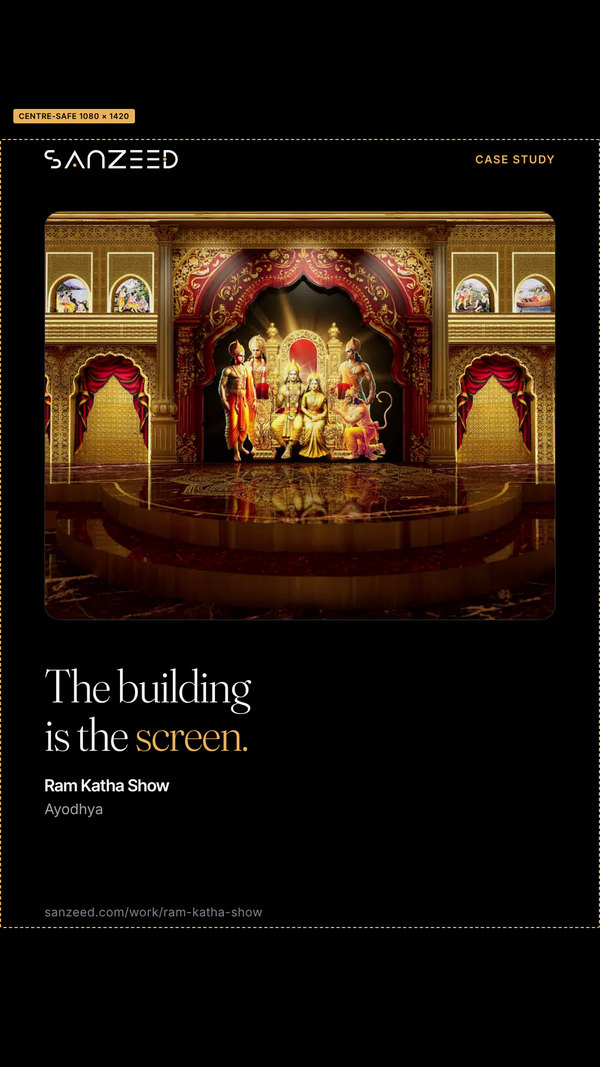 CENTRE-SAFE 1080 × 1420
SANZEED
CASE STUDY
The building
is the screen.
Ram Katha Show
Ayodhya
sanzeed.com/work/ram-katha-show